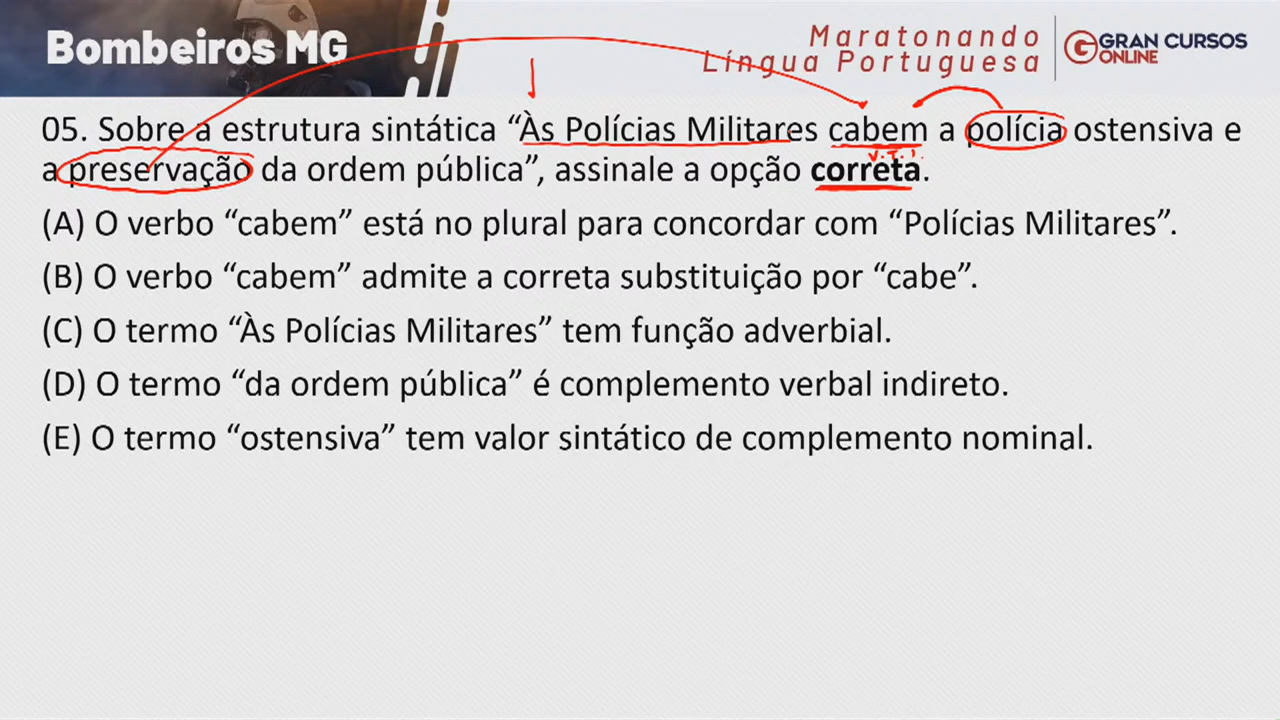 Bombeiros MG
Maratonando
Língua Portuguesa
GRAN CURSOS
ONLINE
05. Sobre a estrutura sintática “Às Polícias Militares cabem a polícia ostensiva e
V.T.I.
a preservação da ordem pública”, assinale a opção correta.
(A) O verbo “cabem” está no plural para concordar com “Polícias Militares”.
(B) O verbo “cabem” admite a correta substituição por “cabe”.
(C) O termo “Às Polícias Militares” tem função adverbial.
(D) O termo “da ordem pública” é complemento verbal indireto.
(E) O termo “ostensiva” tem valor sintático de complemento nominal.